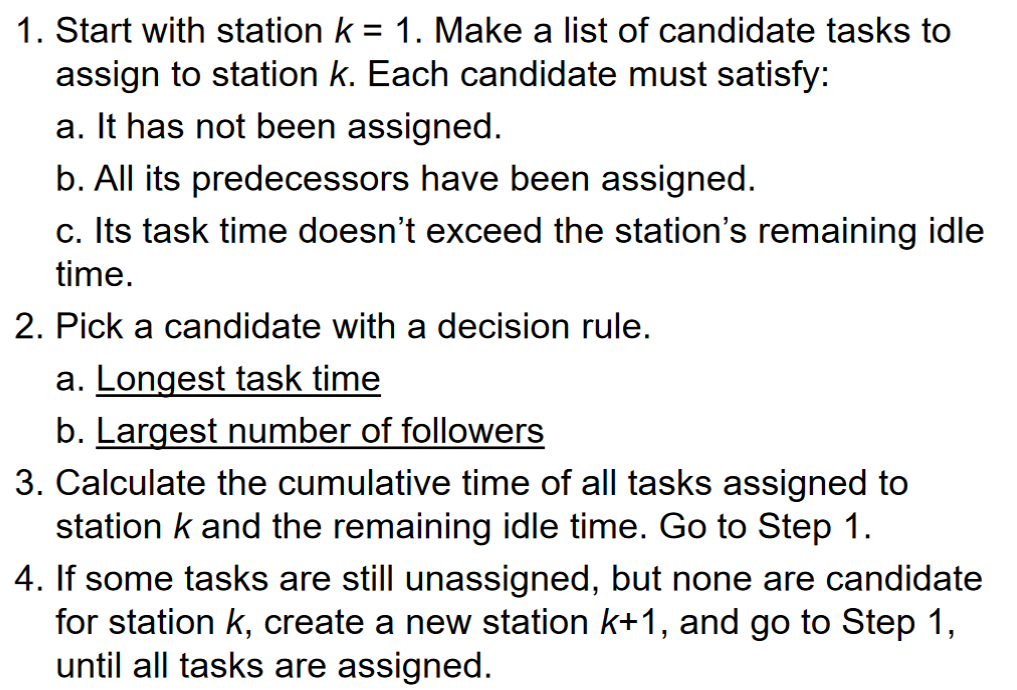 1. Start with station k = 1. Make a list of candidate tasks to
assign to station k. Each candidate must satisfy:
a. It has not been assigned.
b. All its predecessors have been assigned.
c. Its task time doesn’t exceed the station’s remaining idle
time.
2. Pick a candidate with a decision rule.
a. Longest task time
b. Largest number of followers
3. Calculate the cumulative time of all tasks assigned to
station k and the remaining idle time. Go to Step 1.
4. If some tasks are still unassigned, but none are candidate
for station k, create a new station k+1, and go to Step 1,
until all tasks are assigned.